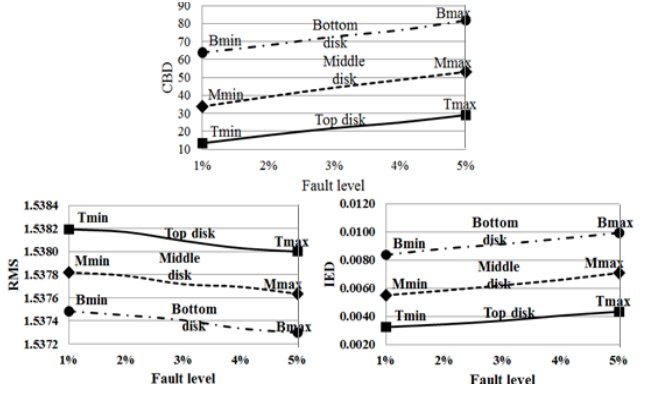 90
80
70
60
50
40
30
20
10
CBD
Bmin
Bottom
disk
Bmax
Mmin
Middle
disk
Mmax
Tmin
Top disk
Tmax
1% 2% 3% 4% 5%
Fault level
1.5384
1.5382
1.5380
1.5378
1.5376
1.5374
1.5372
RMS
Tmin
Top disk
Tmax
Mmin
Middle
disk
Mmax
Bmin
Bottom
disk
Bmax
1% 2% 3% 4% 5%
Fault level
0.0120
0.0100
0.0080
0.0060
0.0040
0.0020
IED
Bmin
Bottom
disk
Bmax
Mmin
Middle
disk
Mmax
Tmin
Top disk
Tmax
1% 2% 3% 4% 5%
Fault level